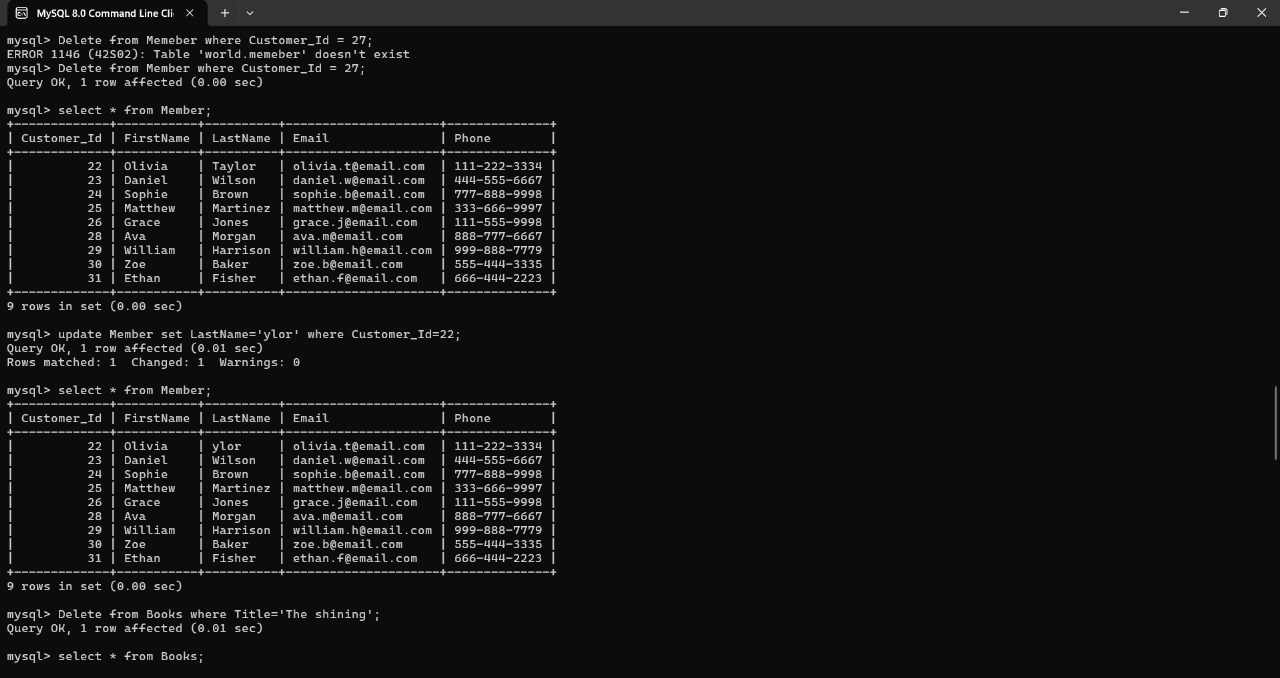 MySQL 8.0 Command Line Cli
mysql> Delete from Memeber where Customer_Id = 27;
ERROR 1146 (42S02): Table 'world.memeber' doesn't exist
mysql> Delete from Member where Customer_Id = 27;
Query OK, 1 row affected (0.00 sec)

mysql> select * from Member;
+-------------+-----------+----------+---------------------+--------------+
| Customer_Id | FirstName | LastName | Email               | Phone        |
+-------------+-----------+----------+---------------------+--------------+
|          22 | Olivia    | Taylor   | olivia.t@email.com  | 111-222-3334 |
|          23 | Daniel    | Wilson   | daniel.w@email.com  | 444-555-6667 |
|          24 | Sophie    | Brown    | sophie.b@email.com  | 777-888-9998 |
|          25 | Matthew   | Martinez | matthew.m@email.com | 333-666-9997 |
|          26 | Grace     | Jones    | grace.j@email.com   | 111-555-9998 |
|          28 | Ava       | Morgan   | ava.m@email.com     | 888-777-6667 |
|          29 | William   | Harrison | william.h@email.com | 999-888-7779 |
|          30 | Zoe       | Baker    | zoe.b@email.com     | 555-444-3335 |
|          31 | Ethan     | Fisher   | ethan.f@email.com   | 666-444-2223 |
+-------------+-----------+----------+---------------------+--------------+
9 rows in set (0.00 sec)

mysql> update Member set LastName='ylor' where Customer_Id=22;
Query OK, 1 row affected (0.01 sec)
Rows matched: 1  Changed: 1  Warnings: 0

mysql> select * from Member;
+-------------+-----------+----------+---------------------+--------------+
| Customer_Id | FirstName | LastName | Email               | Phone        |
+-------------+-----------+----------+---------------------+--------------+
|          22 | Olivia    | ylor     | olivia.t@email.com  | 111-222-3334 |
|          23 | Daniel    | Wilson   | daniel.w@email.com  | 444-555-6667 |
|          24 | Sophie    | Brown    | sophie.b@email.com  | 777-888-9998 |
|          25 | Matthew   | Martinez | matthew.m@email.com | 333-666-9997 |
|          26 | Grace     | Jones    | grace.j@email.com   | 111-555-9998 |
|          28 | Ava       | Morgan   | ava.m@email.com     | 888-777-6667 |
|          29 | William   | Harrison | william.h@email.com | 999-888-7779 |
|          30 | Zoe       | Baker    | zoe.b@email.com     | 555-444-3335 |
|          31 | Ethan     | Fisher   | ethan.f@email.com   | 666-444-2223 |
+-------------+-----------+----------+---------------------+--------------+
9 rows in set (0.00 sec)

mysql> Delete from Books where Title='The shining';
Query OK, 1 row affected (0.01 sec)

mysql> select * from Books;